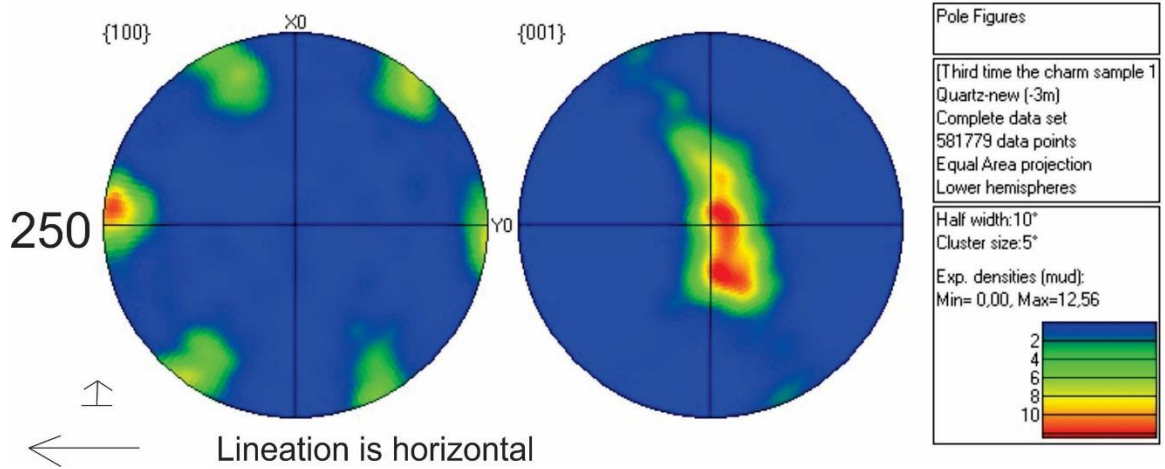 {100}
X0
{001}
250
Y0
Lineation is horizontal
Pole Figures
[Third time the charm sample 1
Quartz-new (-3m)
Complete data set
581779 data points
Equal Area projection
Lower hemispheres
Half width:10°
Cluster size:5°
Exp. densities (mud):
Min= 0,00, Max=12,56
2
4
6
8
10